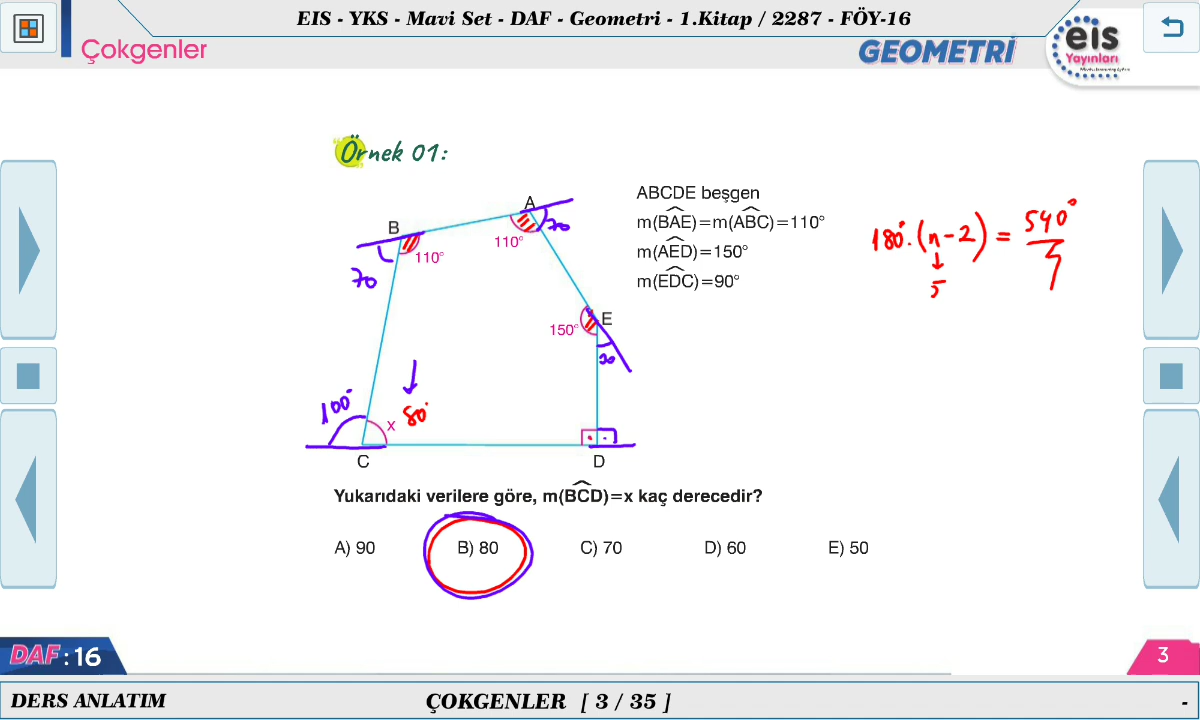 EIS - YKS - Mavi Set - DAF - Geometri - 1.Kitap / 2287 - FÖY-16
Çokgenler
GEOMETRİ
eis
Yayınları
Örnek 01:
ABCDE beşgen
m(BAE)=m(ABC)=110°
m(AED)=150°
m(EDC)=90°
180°.(n-2) = 540°
5
A
B
110°
70
110°
70
E
150°
30
100°
x
80°
C
D
Yukarıdaki verilere göre, m(BCD)=x kaç derecedir?
A) 90 B) 80 C) 70 D) 60 E) 50
DAF : 16
3
DERS ANLATIM ÇOKGENLER [ 3 / 35 ] -